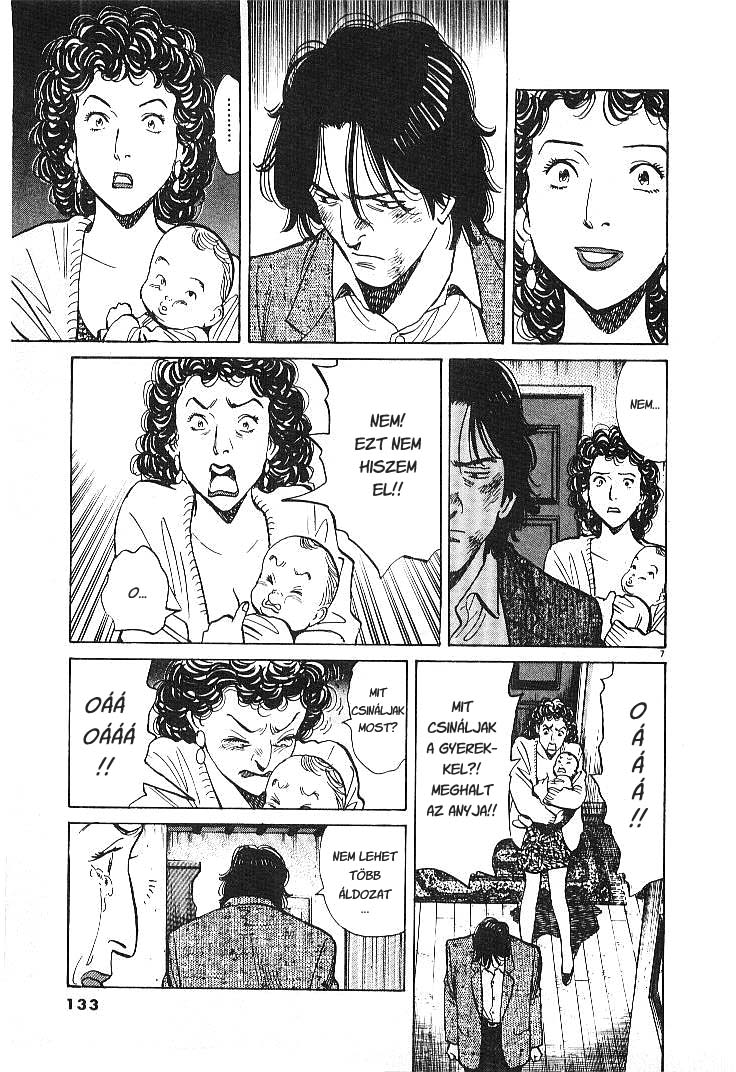 ........
NEM...
NEM!
EZT NEM
HISZEM
EL!!
O...
O
Á
Á
Á
!!
MIT
CSINÁLJAK
A GYEREK-
KEL?!
MEGHALT
AZ ANYJA!!
MIT
CSINÁLJAK
MOST?
OÁÁ
OÁÁÁ
!!
NEM LEHET
TÖBB
ÁLDOZAT
...
7
133